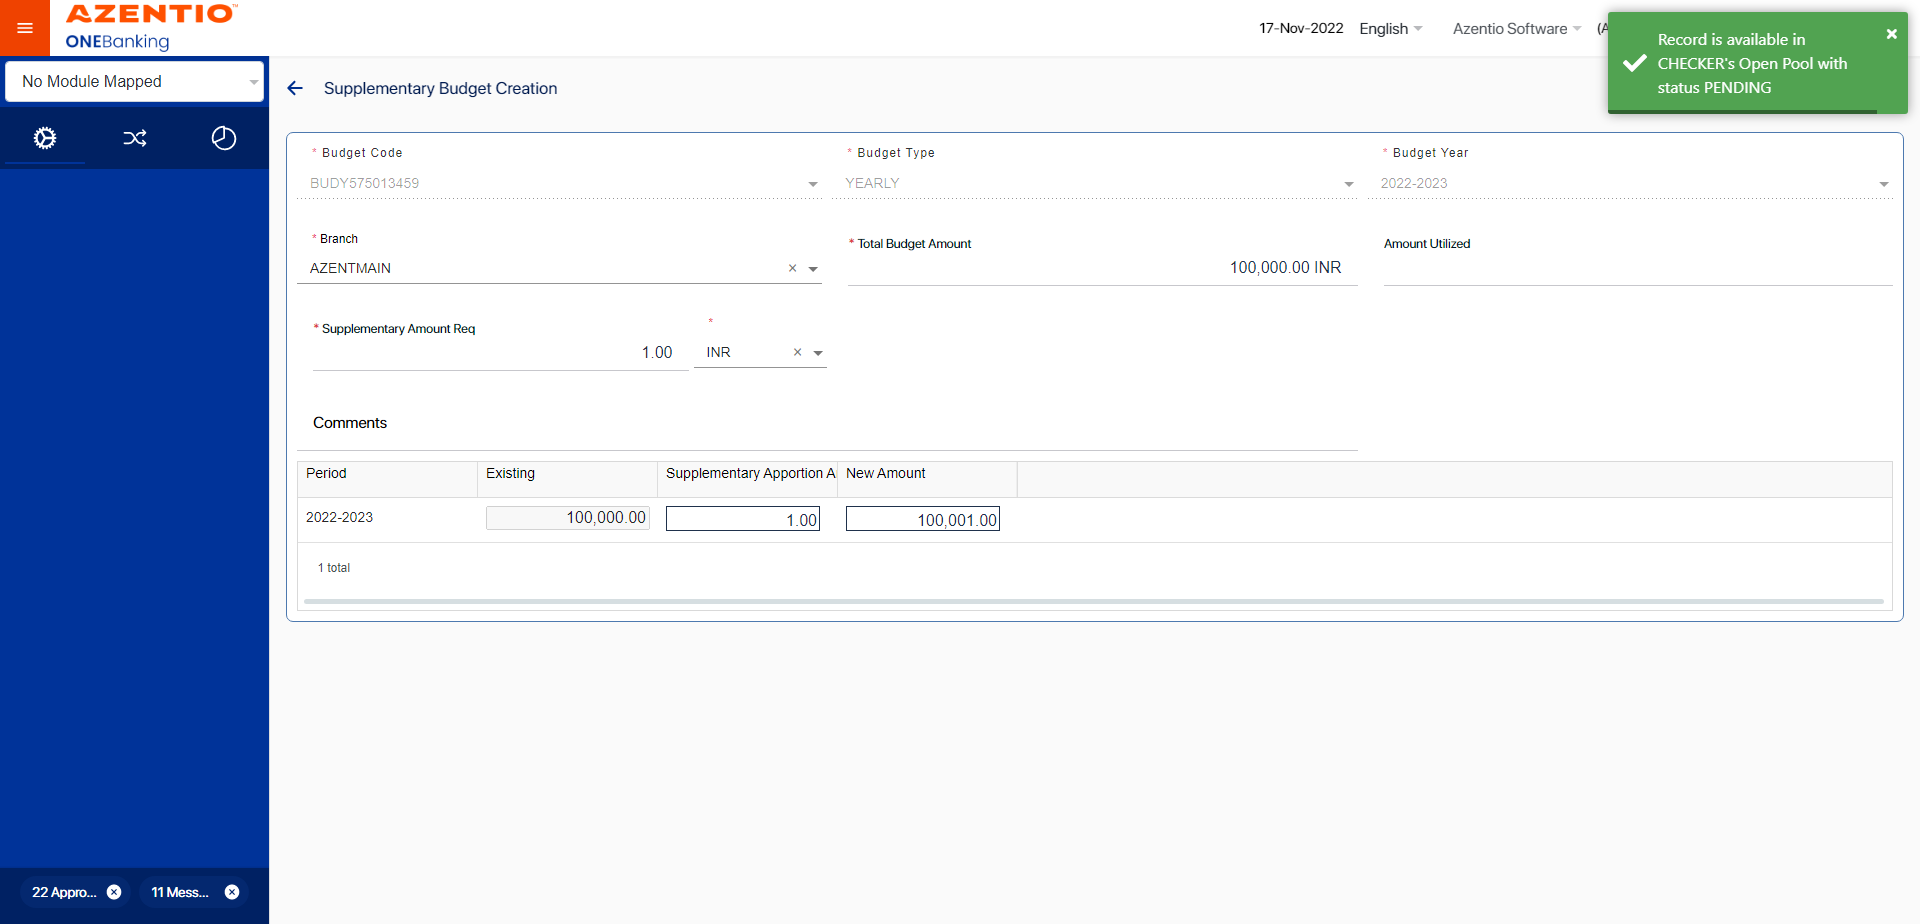 AZENTIO™
ONEBanking
17-Nov-2022
English
Azentio Software
(A
Record is available in
CHECKER's Open Pool with
status PENDING
No Module Mapped
Supplementary Budget Creation
* Budget Code
* Budget Type
* Budget Year
BUDY575013459
YEARLY
2022-2023
* Branch
* Total Budget Amount
Amount Utilized
AZENTMAIN
100,000.00 INR
* Supplementary Amount Req
*
1.00
INR
Comments
Period
Existing
Supplementary Apportion A
New Amount
2022-2023
100,000.00
1.00
100,001.00
1 total
22 Appro...
11 Mess...